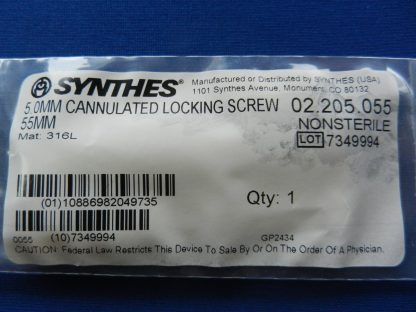 SYNTHES® Manufactured or Distributed by SYNTHES (USA)
1101 Synthes Avenue, Monument, CO 80132
5.0MM CANNULATED LOCKING SCREW 02.205.055
55MM NONSTERILE
Mat: 316L LOT 7349994
(01)10886982049735 Qty: 1
0055 (10)7349994 GP2434
CAUTION: Federal Law Restricts This Device To Sale By Or On The Order Of A Physician.